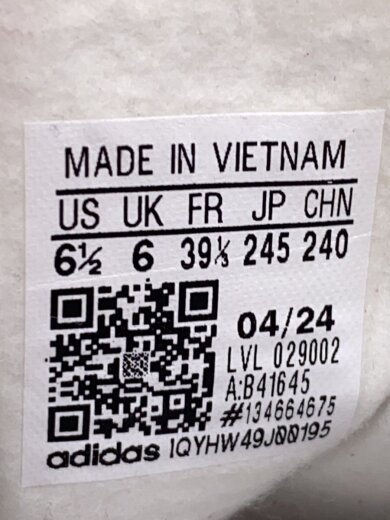 MADE IN VIETNAM
US UK FR JP CHN
6½ 6 39⅓ 245 240
04/24
LVL 029002
A:B41645
#134664675
adidas 1QYHW49J00195